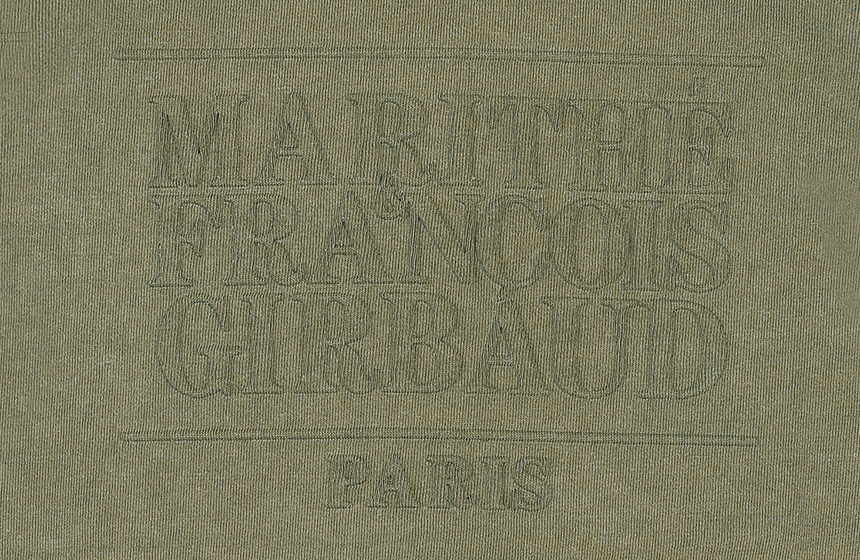 MARITHÉ
&
FRANÇOIS
GIRBAUD
PARIS